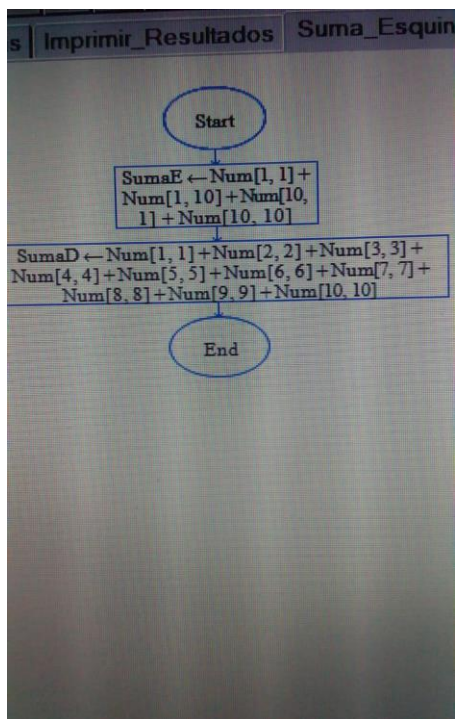 s
Imprimir_Resultados
Suma_Esquin
Start
SumaE ← Num[1, 1] +
Num[1, 10] + Num[10,
1] + Num[10, 10]
SumaD ← Num[1, 1] + Num[2, 2] + Num[3, 3] +
Num[4, 4] + Num[5, 5] + Num[6, 6] + Num[7, 7] +
Num[8, 8] + Num[9, 9] + Num[10, 10]
End